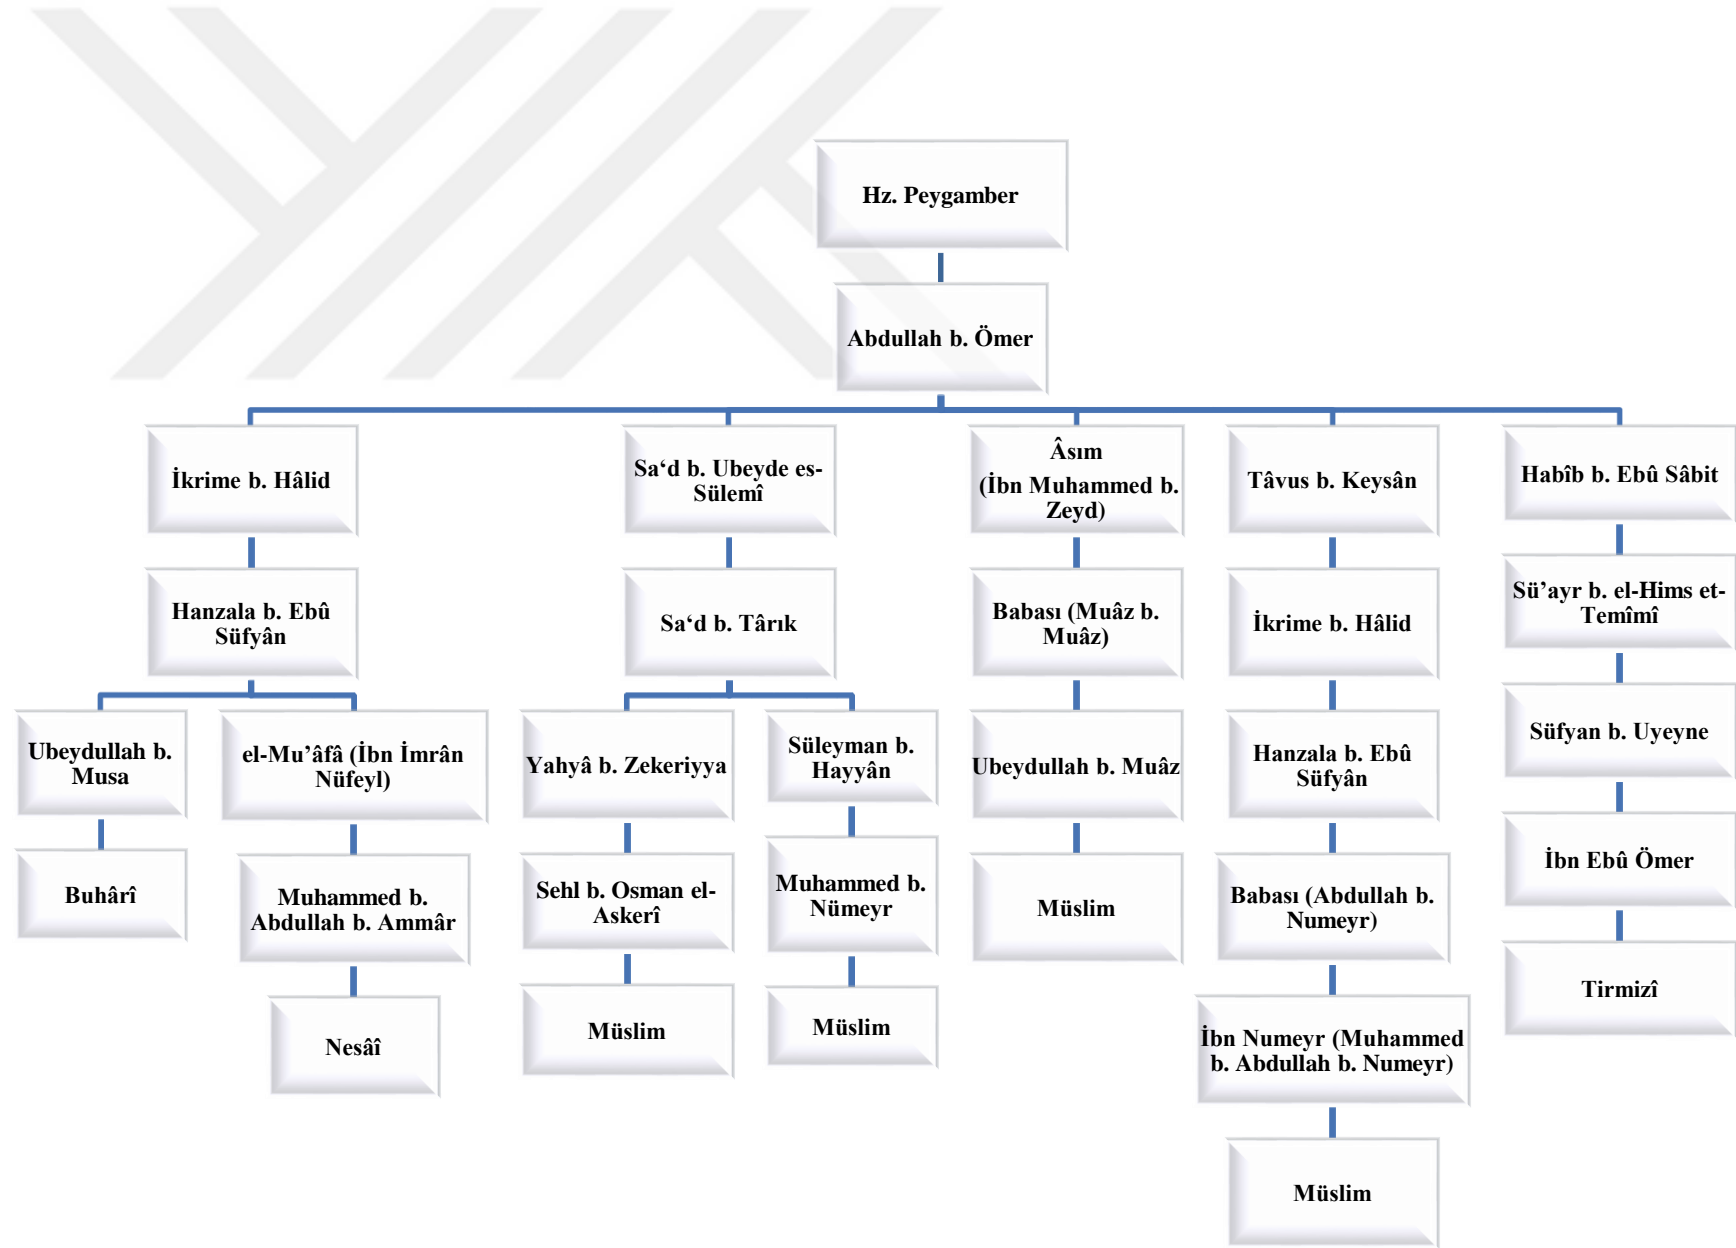 Hz. Peygamber
Abdullah b. Ömer
İkrime b. Hâlid
Hanzala b. Ebû
Süfyân
Ubeydullah b.
Musa
Buhârî
el-Mu’âfâ (İbn İmrân
Nüfeyl)
Muhammed b.
Abdullah b. Ammâr
Nesâî
Sa‘d b. Ubeyde es-
Sülemî
Sa‘d b. Târık
Yahyâ b. Zekeriyya
Sehl b. Osman el-
Askerî
Müslim
Süleyman b.
Hayyân
Muhammed b.
Nümeyr
Müslim
Âsım
(İbn Muhammed b.
Zeyd)
Babası (Muâz b.
Muâz)
Ubeydullah b. Muâz
Müslim
Tâvus b. Keysân
İkrime b. Hâlid
Hanzala b. Ebû
Süfyân
Babası (Abdullah b.
Numeyr)
İbn Numeyr (Muhammed
b. Abdullah b. Numeyr)
Müslim
Habîb b. Ebû Sâbit
Sü’ayr b. el-Hims et-
Temîmî
Süfyan b. Uyeyne
İbn Ebû Ömer
Tirmizî